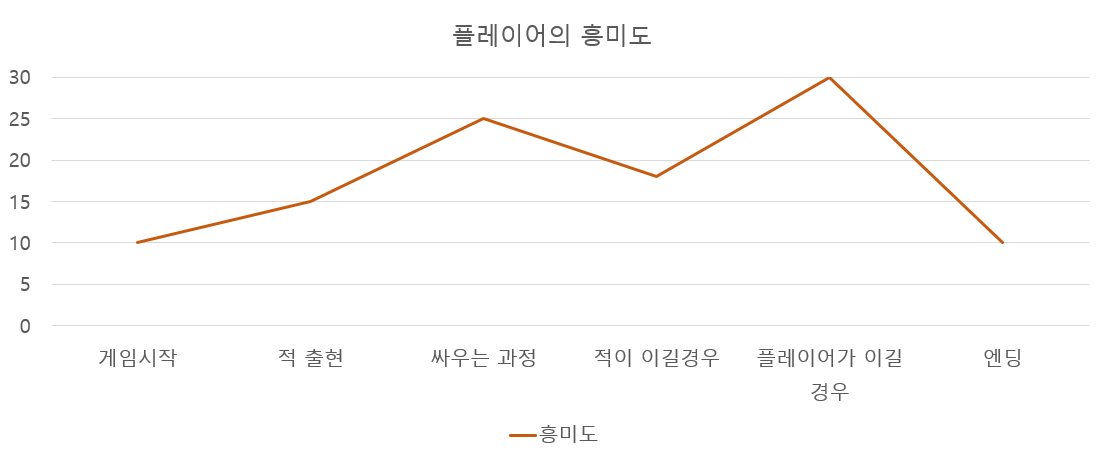 플레이어의 흥미도
30
25
20
15
10
5
0
게임시작
적 출현
싸우는 과정
적이 이길경우
플레이어가 이길
경우
엔딩
흥미도